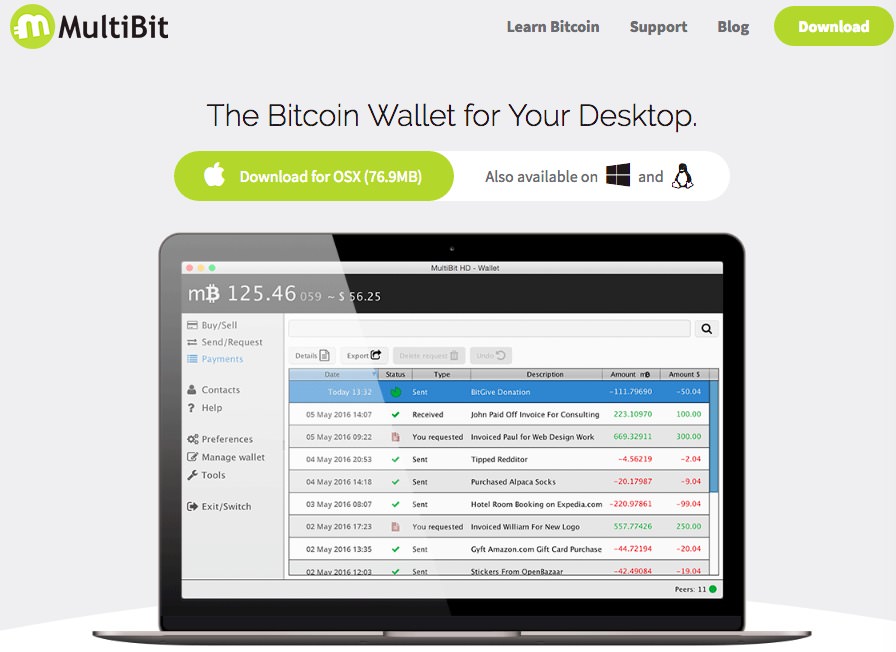 MultiBit
Learn Bitcoin Support Blog Download
The Bitcoin Wallet for Your Desktop.
Download for OSX (76.9MB) Also available on and
MultiBit HD - Wallet
m₿ 125.46 059 ~ $ 56.25
Buy/Sell
Send/Request
Payments
Contacts
Help
Preferences
Manage wallet
Tools
Exit/Switch
Details Export Delete request Undo
Date Status Type Description Amount m₿ Amount $
Today 13:32 Sent BitGive Donation -111.79690 -50.04
05 May 2016 14:07 Received John Paid Off Invoice For Consulting 223.10970 100.00
05 May 2016 09:22 You requested Invoiced Paul for Web Design Work 669.32911 300.00
04 May 2016 20:53 Sent Tipped Redditor -4.56219 -2.04
04 May 2016 14:18 Sent Purchased Alpaca Socks -20.17987 -9.04
03 May 2016 08:07 Sent Hotel Room Booking on Expedia.com -220.97861 -99.04
02 May 2016 17:23 You requested Invoiced William For New Logo 557.77426 250.00
02 May 2016 13:35 Sent Gyft Amazon.com Gift Card Purchase -44.72194 -20.04
02 May 2016 12:03 Sent Stickers From OpenBazaar -42.49084 -19.04
Peers: 11